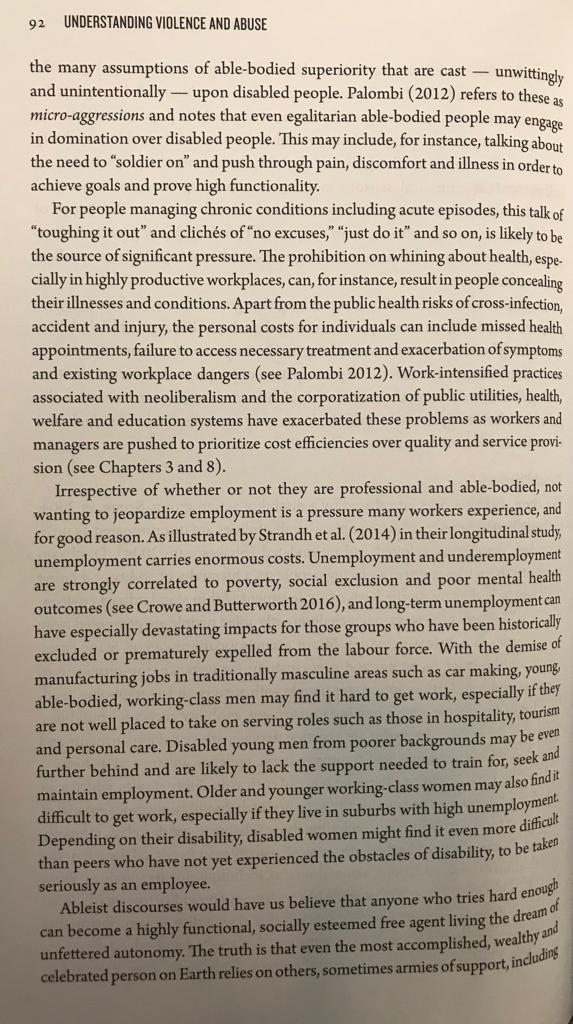 92 UNDERSTANDING VIOLENCE AND ABUSE
the many assumptions of able-bodied superiority that are cast — unwittingly
and unintentionally — upon disabled people. Palombi (2012) refers to these as
micro-aggressions and notes that even egalitarian able-bodied people may engage
in domination over disabled people. This may include, for instance, talking about
the need to “soldier on” and push through pain, discomfort and illness in order to
achieve goals and prove high functionality.
For people managing chronic conditions including acute episodes, this talk of
“toughing it out” and clichés of “no excuses,” “just do it” and so on, is likely to be
the source of significant pressure. The prohibition on whining about health, espe-
cially in highly productive workplaces, can, for instance, result in people concealing
their illnesses and conditions. Apart from the public health risks of cross-infection,
accident and injury, the personal costs for individuals can include missed health
appointments, failure to access necessary treatment and exacerbation of symptoms
and existing workplace dangers (see Palombi 2012). Work-intensified practices
associated with neoliberalism and the corporatization of public utilities, health,
welfare and education systems have exacerbated these problems as workers and
managers are pushed to prioritize cost efficiencies over quality and service provi-
sion (see Chapters 3 and 8).
Irrespective of whether or not they are professional and able-bodied, not
wanting to jeopardize employment is a pressure many workers experience, and
for good reason. As illustrated by Strandh et al. (2014) in their longitudinal study,
unemployment carries enormous costs. Unemployment and underemployment
are strongly correlated to poverty, social exclusion and poor mental health
outcomes (see Crowe and Butterworth 2016), and long-term unemployment can
have especially devastating impacts for those groups who have been historically
excluded or prematurely expelled from the labour force. With the demise of
manufacturing jobs in traditionally masculine areas such as car making, young,
able-bodied, working-class men may find it hard to get work, especially if they
are not well placed to take on serving roles such as those in hospitality, tourism
and personal care. Disabled young men from poorer backgrounds may be even
further behind and are likely to lack the support needed to train for, seek and
maintain employment. Older and younger working-class women may also find it
difficult to get work, especially if they live in suburbs with high unemployment.
Depending on their disability, disabled women might find it even more difficult
than peers who have not yet experienced the obstacles of disability, to be taken
seriously as an employee.
Ableist discourses would have us believe that anyone who tries hard enough
can become a highly functional, socially esteemed free agent living the dream of
unfettered autonomy. The truth is that even the most accomplished, wealthy and
celebrated person on Earth relies on others, sometimes armies of support, including